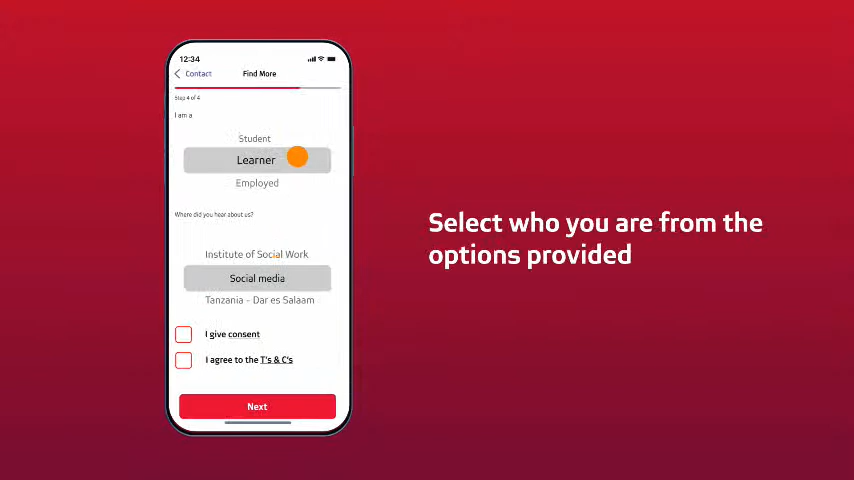 12:34
Contact
Find More
Step 4 of 4
I am a
Student
Learner
Employed
Where did you hear about us?
Institute of Social Work
Social media
Tanzania - Dar es Salaam
I give consent
I agree to the T's & C's
Next
Select who you are from the
options provided